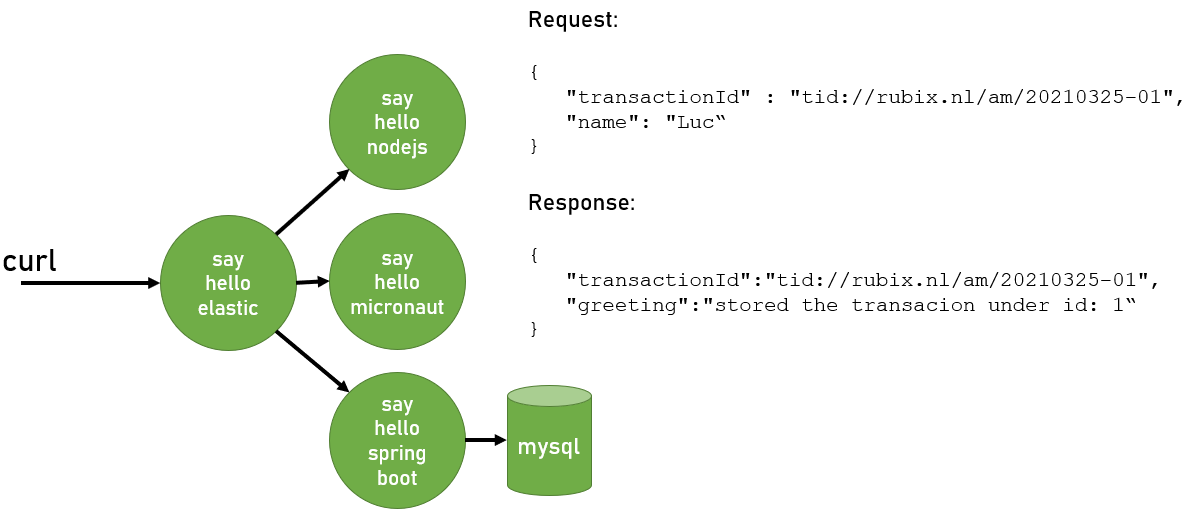 curl
say
hello
elastic
say
hello
nodejs
say
hello
micronaut
say
hello
spring
boot
mysql
Request:
{
"transactionId" : "tid://rubix.nl/am/20210325-01",
"name": "Luc“
}
Response:
{
"transactionId":"tid://rubix.nl/am/20210325-01",
"greeting":"stored the transacion under id: 1“
}